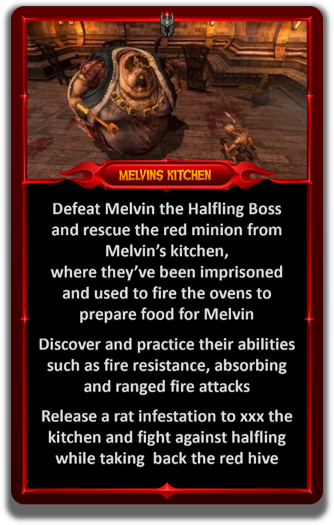 MELVINS KITCHEN
Defeat Melvin the Halfling Boss
and rescue the red minion from
Melvin's kitchen,
where they've been imprisoned
and used to fire the ovens to
prepare food for Melvin
Discover and practice their abilities
such as fire resistance, absorbing
and ranged fire attacks
Release a rat infestation to xxx the
kitchen and fight against halfling
while taking  back the red hive